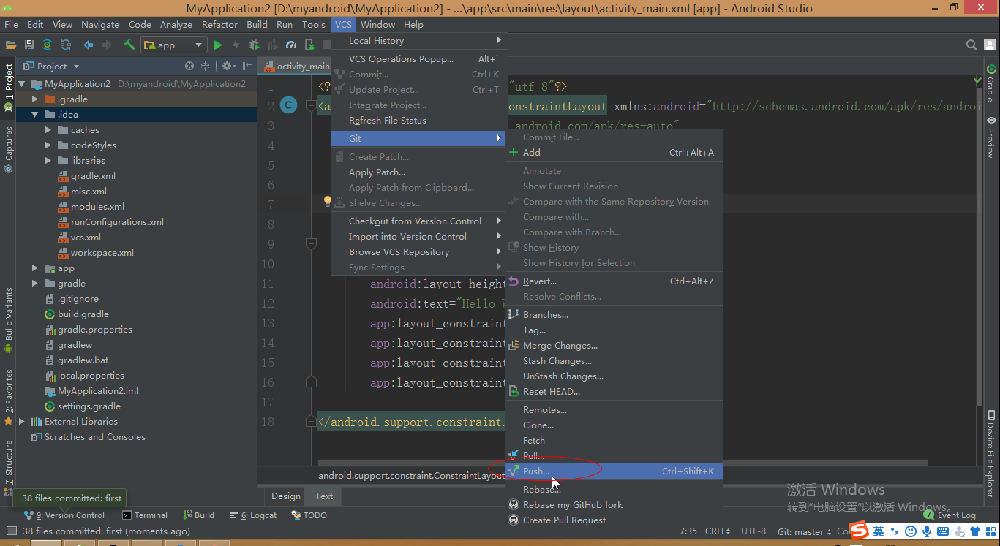 MyApplication2 [D:\myandroid\MyApplication2] - ...\app\src\main\res\layout\activity_main.xml [app] - Android Studio
File Edit View Navigate Code Analyze Refactor Build Run Tools VCS Window Help
app
Project
activity_main
1: Project
Captures
Build Variants
2: Favorites
7: Structure
MyApplication2 D:\myandroid\MyApplication2
.gradle
.idea
caches
codeStyles
libraries
gradle.xml
misc.xml
modules.xml
runConfigurations.xml
vcs.xml
workspace.xml
app
gradle
.gitignore
build.gradle
gradle.properties
gradlew
gradlew.bat
local.properties
MyApplication2.iml
settings.gradle
External Libraries
Scratches and Consoles
Local History
VCS Operations Popup... Alt+`
Commit... Ctrl+K
Update Project... Ctrl+T
Integrate Project...
Refresh File Status
Git
Create Patch...
Apply Patch...
Apply Patch from Clipboard...
Shelve Changes...
Checkout from Version Control
Import into Version Control
Browse VCS Repository
Sync Settings
Commit File...
Add Ctrl+Alt+A
Annotate
Show Current Revision
Compare with the Same Repository Version
Compare with...
Compare with Branch...
Show History
Show History for Selection
Revert... Ctrl+Alt+Z
Resolve Conflicts...
Branches...
Tag...
Merge Changes...
Stash Changes...
UnStash Changes...
Reset HEAD...
Remotes...
Clone...
Fetch
Pull...
Push... Ctrl+Shift+K
Rebase...
Rebase my GitHub fork
Create Pull Request
1 <? "utf-8"?>
2 C <a onstraintLayout xmlns:android="http://schemas.android.com/apk/res/androi
3 android.com/apk/res-auto"
4
5
6
7
8
9
10
11 android:layout_height
12 android:text="Hello W
13 app:layout_constraint
14 app:layout_constraint
15 app:layout_constraint
16 app:layout_constraint
17
18 </android.support.constraint.
android.support.constraint.ConstraintLayout
Design Text
Gradle
Preview
Device File Explorer
激活 Windows
转到"电脑设置"以激活 Windows。
38 files committed: first
9: Version Control Terminal Build 6: Logcat TODO 7 Event Log
38 files committed: first (moments ago) 7:35 CRLF UTF-8 Git: master Co
S 英